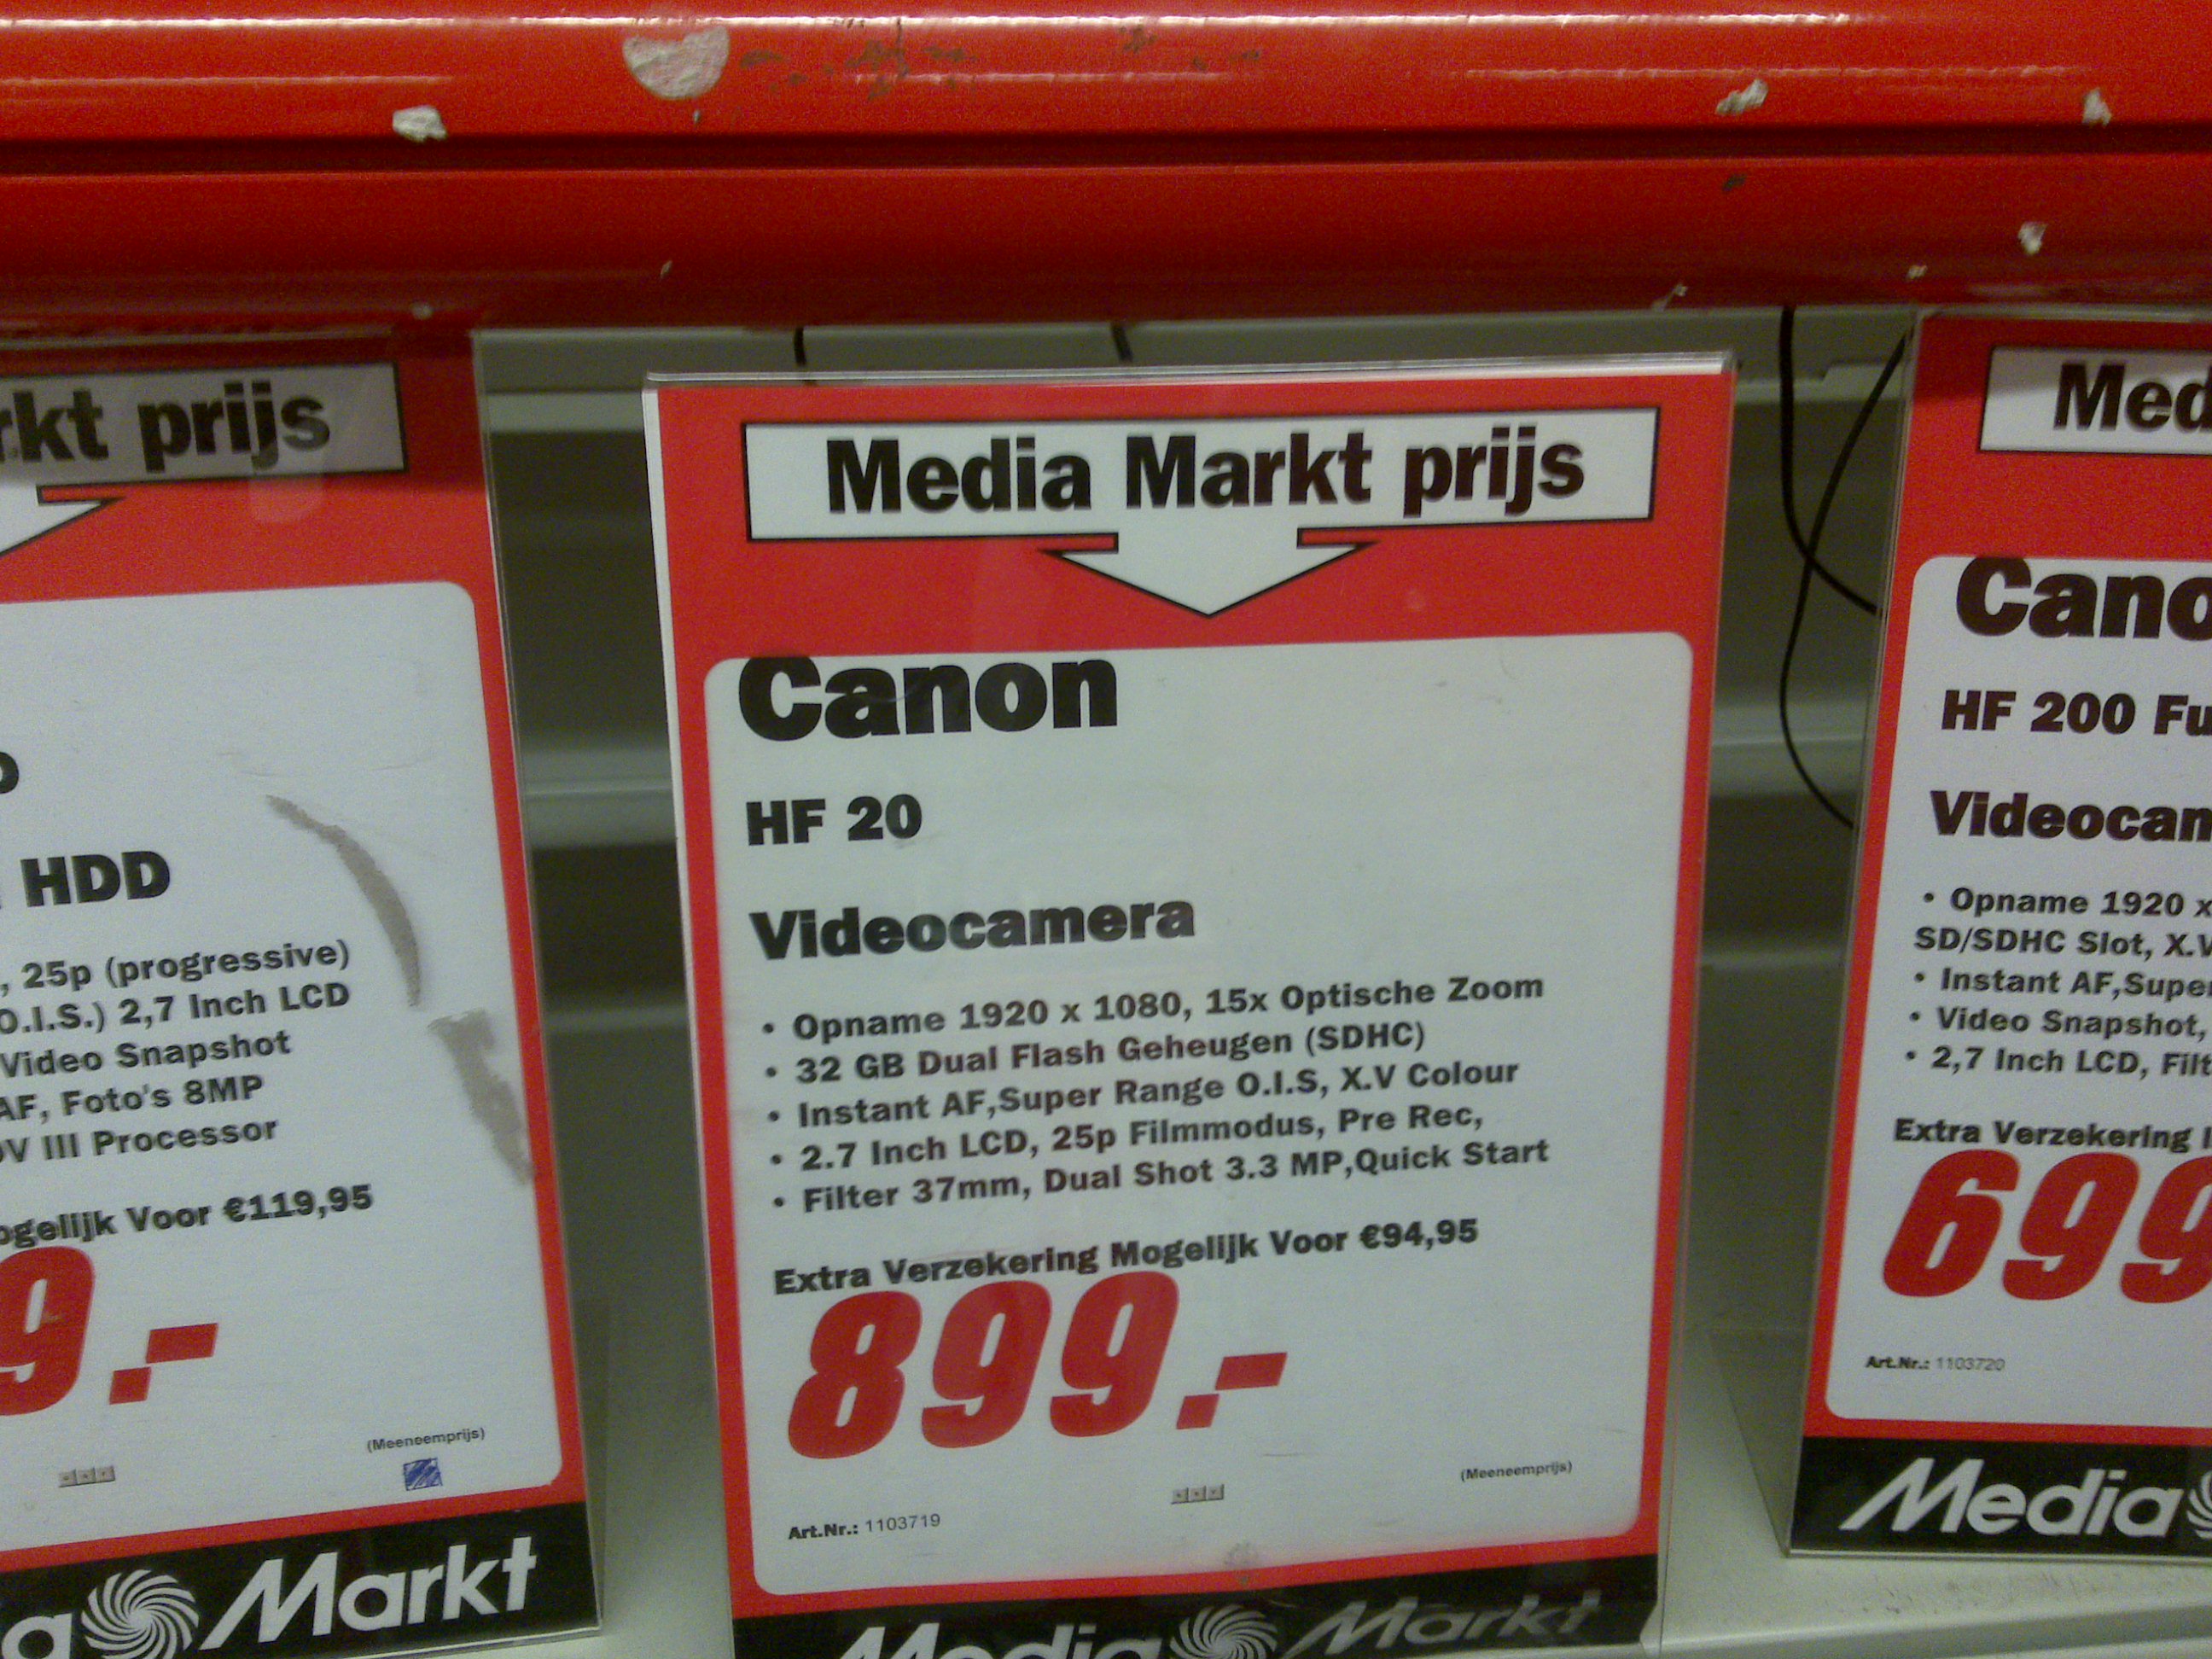 rkt prijs
HDD
, 25p (progressive)
O.I.S.) 2,7 Inch LCD
Video Snapshot
AF, Foto's 8MP
III Processor
ogelijk Voor €119,95
9.-
(Meeneemprijs)
a Markt
Media Markt prijs
Canon
HF 20
Videocamera
• Opname 1920 x 1080, 15x Optische Zoom
• 32 GB Dual Flash Geheugen (SDHC)
• Instant AF,Super Range O.I.S, X.V Colour
• 2.7 Inch LCD, 25p Filmmodus, Pre Rec,
• Filter 37mm, Dual Shot 3.3 MP,Quick Start
Extra Verzekering Mogelijk Voor €94,95
899.-
(Meeneemprijs)
Art.Nr.: 1103719
Media Markt
Med
Cano
HF 200 Fu
Videocam
• Opname 1920 x
SD/SDHC Slot, X.V
• Instant AF,Super
• Video Snapshot,
• 2,7 Inch LCD, Filt
Extra Verzekering
699
Art.Nr.: 1103720
Media